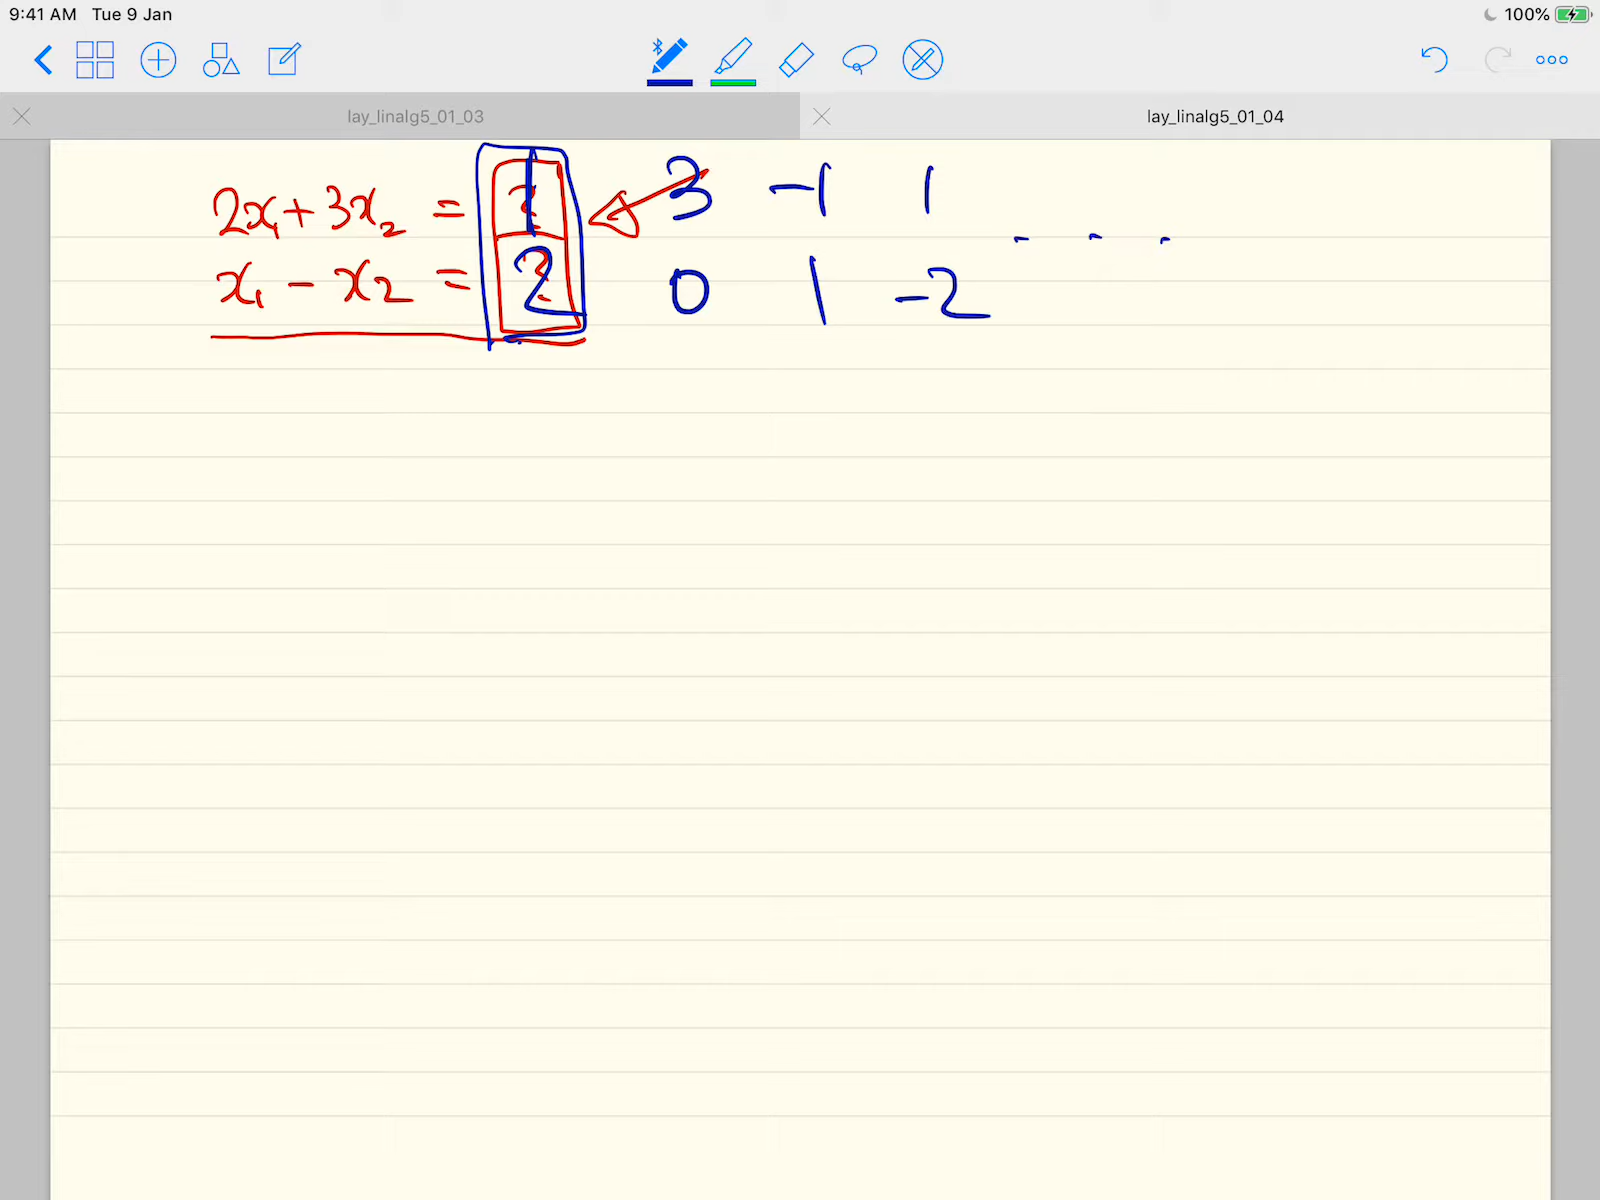 9:41 AM Tue 9 Jan 100%
lay_linalg5_01_03 lay_linalg5_01_04
2x₁ + 3x₂ = 1 3 -1 1
x₁ - x₂ = 2 0 1 -2 . . .